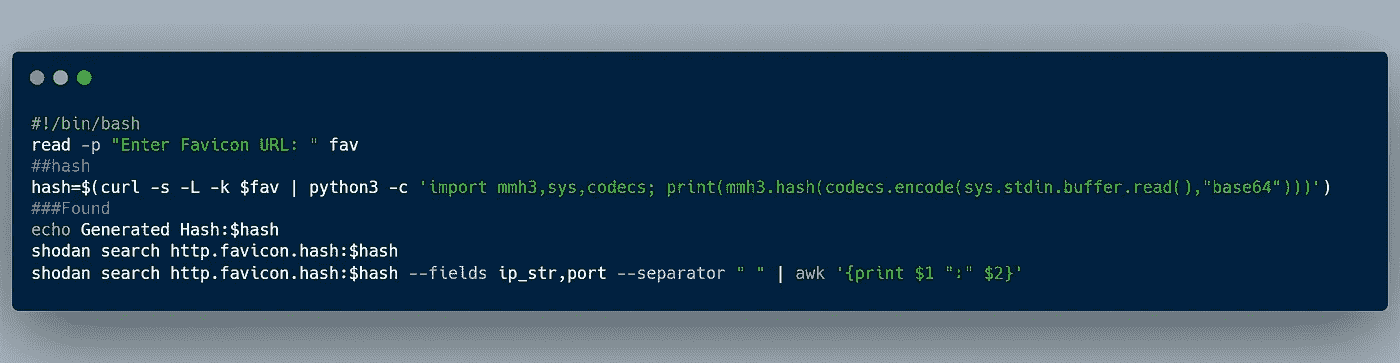 #!/bin/bash
read -p "Enter Favicon URL: " fav
##hash
hash=$(curl -s -L -k $fav | python3 -c 'import mmh3,sys,codecs; print(mmh3.hash(codecs.encode(sys.stdin.buffer.read(),"base64")))')
###Found
echo Generated Hash:$hash
shodan search http.favicon.hash:$hash
shodan search http.favicon.hash:$hash --fields ip_str,port --separator " " | awk '{print $1 ":" $2}'